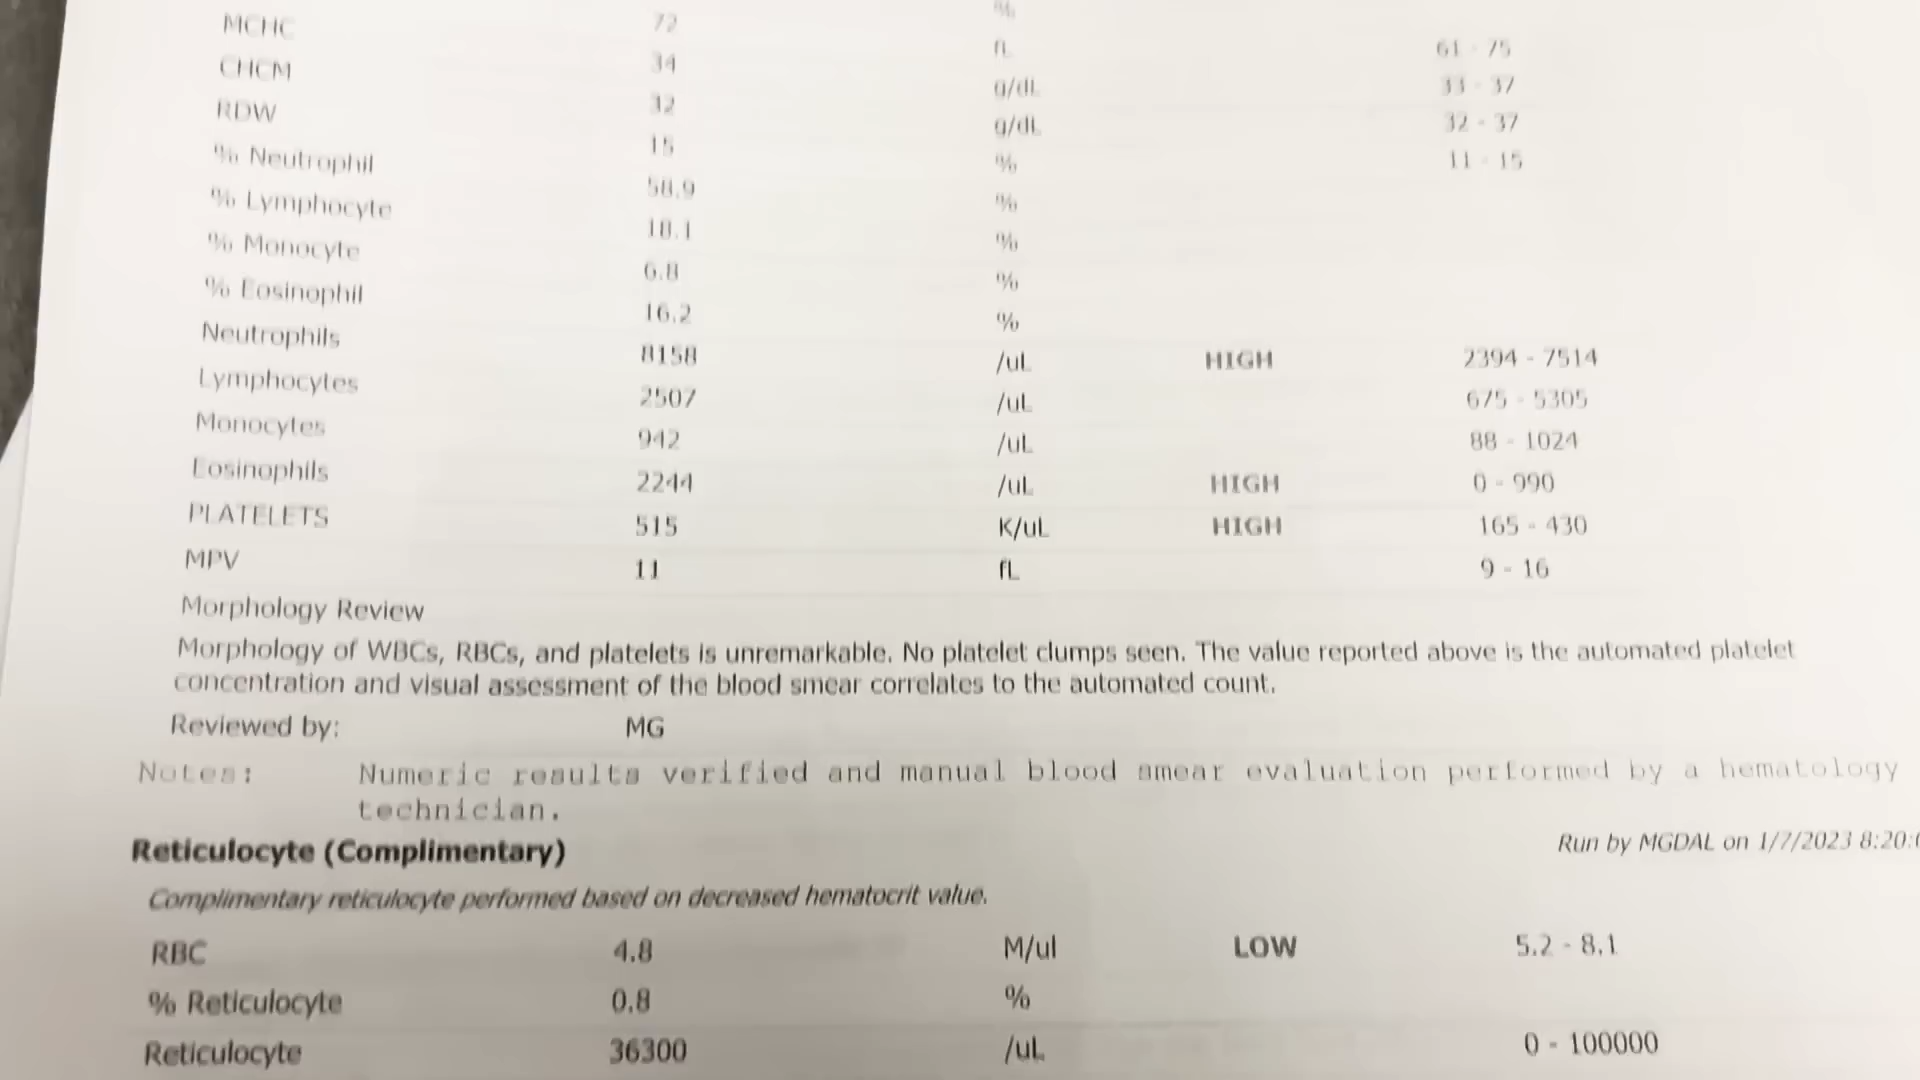 MCHC 72 % 61 - 75
CHCM 34 fL 33 - 37
RDW 32 g/dL 32 - 37
% Neutrophil 15 g/dL 11 - 15
% Lymphocyte 58.9 %
% Monocyte 18.1 %
% Eosinophil 6.8 %
Neutrophils 16.2 %
Lymphocytes 8158 %
Monocytes 2507 /uL HIGH 2394 - 7514
Eosinophils 942 /uL 675 - 5305
PLATELETS 2244 /uL 88 - 1024
MPV 515 /uL HIGH 0 - 990
11 K/uL HIGH 165 - 430
fL 9 - 16
Morphology Review
Morphology of WBCs, RBCs, and platelets is unremarkable. No platelet clumps seen. The value reported above is the automated platelet
concentration and visual assessment of the blood smear correlates to the automated count.
Reviewed by: MG
Notes: Numeric results verified and manual blood smear evaluation performed by a hematology
technician.
Reticulocyte (Complimentary) Run by MGDAL on 1/7/2023 8:20:
Complimentary reticulocyte performed based on decreased hematocrit value.
RBC 4.8 M/ul LOW 5.2 - 8.1
% Reticulocyte 0.8 %
Reticulocyte 36300 /uL 0 - 100000